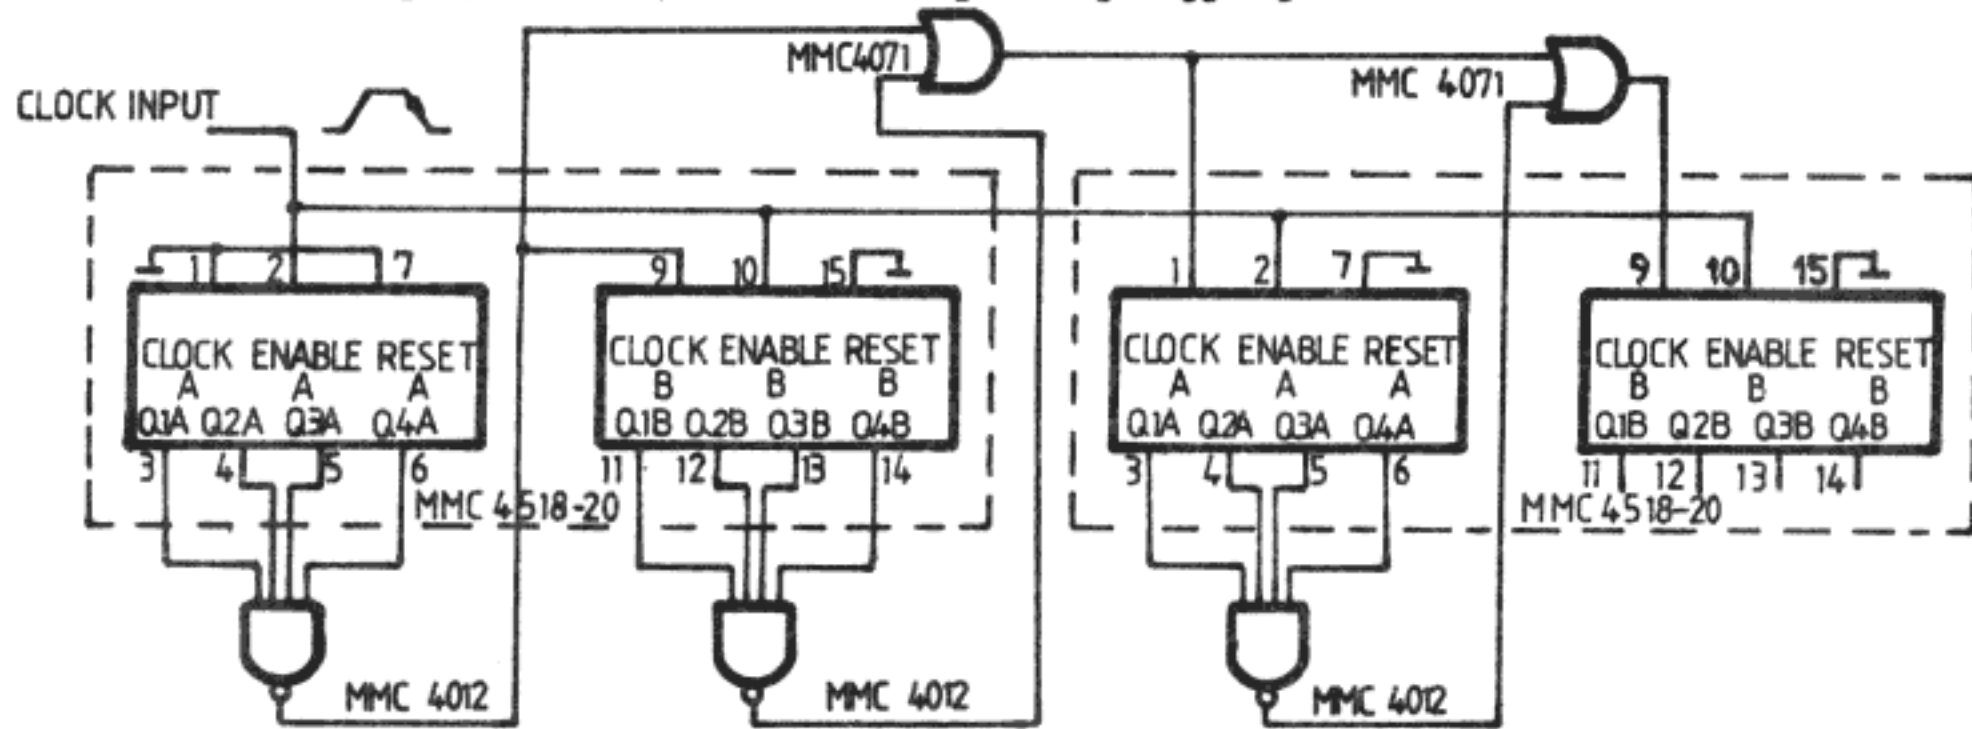 MMC4071
MMC 4071
CLOCK INPUT
1 2 7
9 10 15
1 2 7
9 10 15
CLOCK ENABLE RESET
A A A
Q1A Q2A Q3A Q4A
3 4 5 6
MMC 4518-20
CLOCK ENABLE RESET
B B B
Q1B Q2B Q3B Q4B
11 12 13 14
CLOCK ENABLE RESET
A A A
Q1A Q2A Q3A Q4A
3 4 5 6
CLOCK ENABLE RESET
B B B
Q1B Q2B Q3B Q4B
11 12 13 14
MMC 4518-20
MMC 4012
MMC 4012
MMC 4012